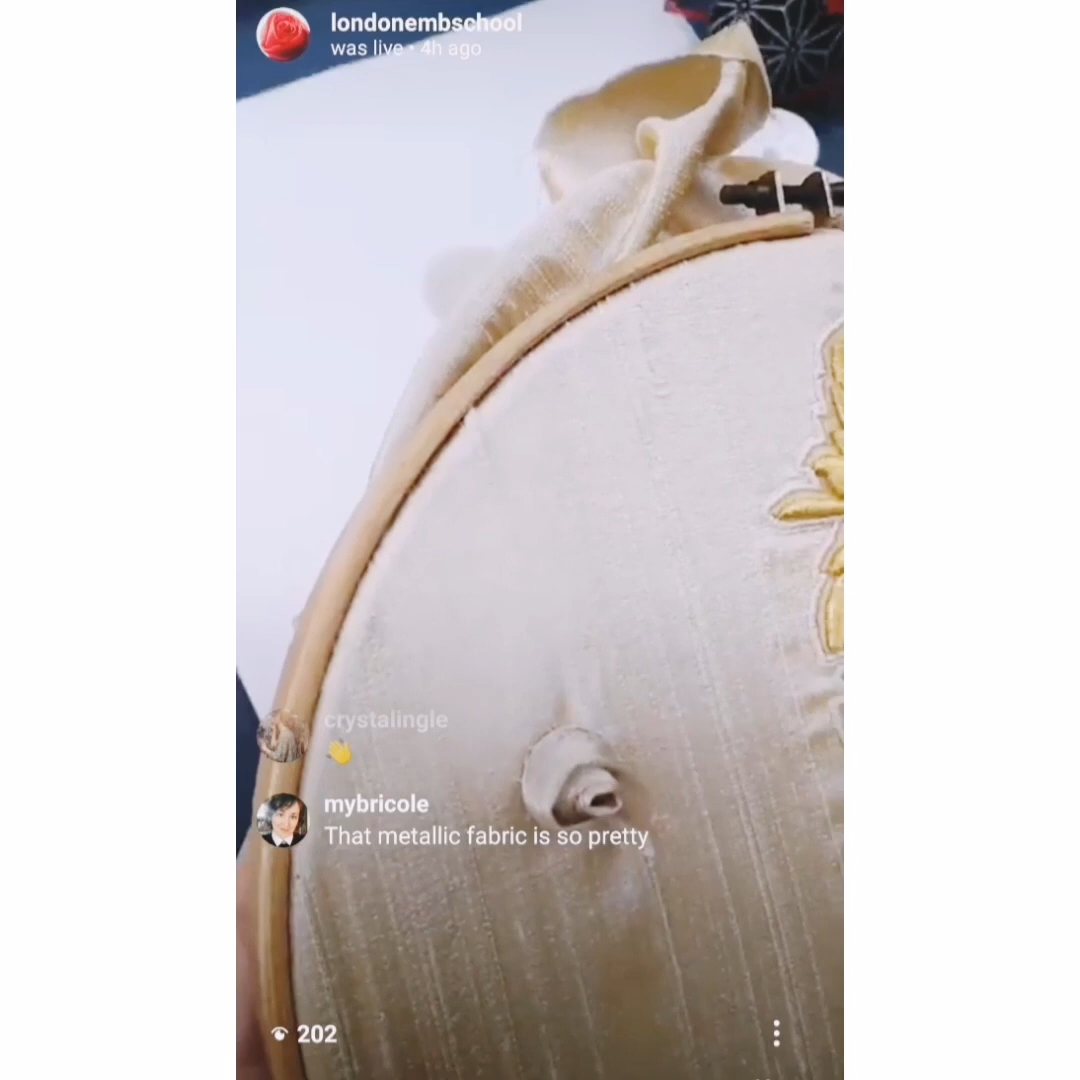 londonembschool
was live • 4h ago
crystalingle
👏
mybricole
That metallic fabric is so pretty
202